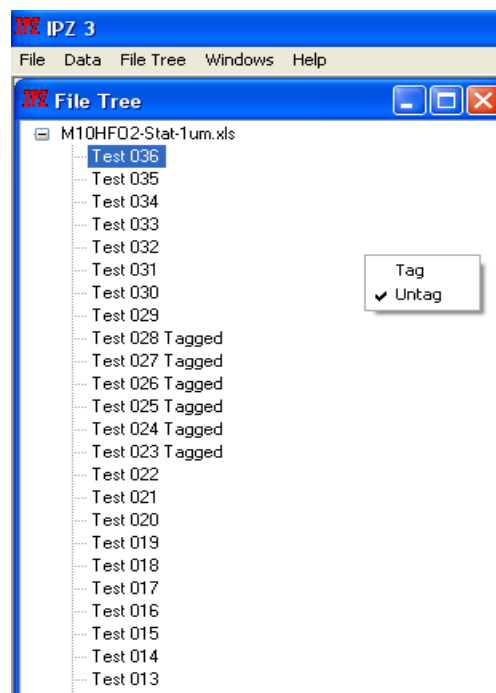 IPZ IPZ 3
File Data File Tree Windows Help
IPZ File Tree
M10HFO2-Stat-1um.xls
Test 036
Test 035
Test 034
Test 033
Test 032
Test 031
Test 030
Test 029
Test 028 Tagged
Test 027 Tagged
Test 026 Tagged
Test 025 Tagged
Test 024 Tagged
Test 023 Tagged
Test 022
Test 021
Test 020
Test 019
Test 018
Test 017
Test 016
Test 015
Test 014
Test 013
Tag
Untag